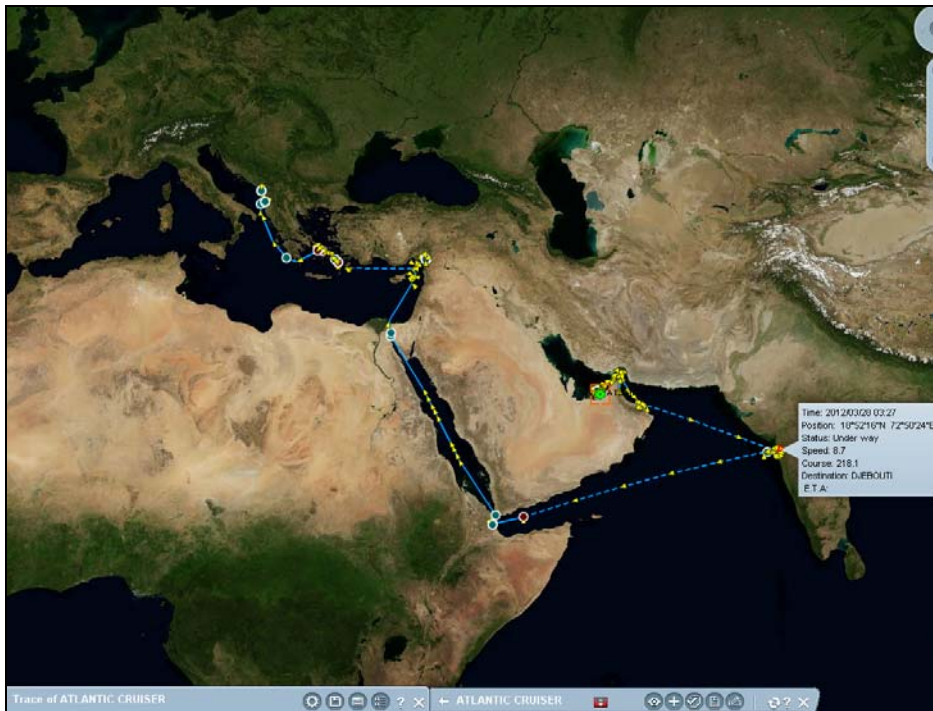 Time: 2012/03/28 03:27
Position: 18°52'16"N 72°50'24"E
Status: Under way
Speed: 8.7
Course: 218.1
Destination: DJEBOUTI
E.T.A:
Trace of ATLANTIC CRUISER
? ×
← ATLANTIC CRUISER
? ×